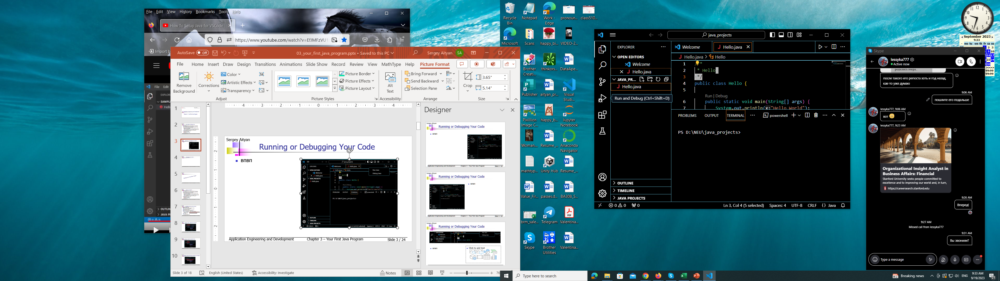 File Edit View History Bookmarks Tools Help
How To Setup Java for VSCode
https://www.youtube.com/watch?v=EfJMFzVU1
Import b
AutoSave Off
03_your_first_java_program.pptx • Saved to this PC
Sergey Aityan SA
File Home Insert Draw Design Transitions Animations Slide Show Record Review View MathType Help Picture Format
Remove Background
Corrections
Color
Artistic Effects
Transparency
Adjust
Picture Styles
Picture Border
Picture Effects
Picture Layout
Alt Text
Accessibility
Bring Forward
Send Backward
Selection Pane
Arrange
Crop
3.65"
5.14"
Size
1
2
3
4
5
6
7
8
9
10
Sergey Aityan
Running or Debugging Your Code
впвп
Application Engineering and Development Chapter 3 – Your First Java Program Slide 3 / 24
Designer
Running or Debugging Your Code
Running or Debugging Your Code
Running or Debugging Your Code
Click to add text
Slide 3 of 18 English (United States) Accessibility: Investigate Notes 76
Recycle Bin
Notepad
Work - Edge
pronoun...
class510...
Microsoft
Scans
happy_bi...
VIDEO-2...
Brother Creati...
thinkors...
DataApe...
Publisher
aityan_pr...
Visual Studi...
Pixillion Image C...
happy_b...
Jupyter Notebook
Woman....
Resume_...
Anaconda Navigator
mathtyp...
Unity Hub
Resume_...
Value_Fir...
passes.d...
BA308_S...
brm_sale...
Telegram
Valentina...
Skype
Brother Utilities
Valentina...
java_projects
EXPLORER
OPEN EDITORS
Welcome
Hello.java
JAVA_PR...
Hello.java
Run and Debug (Ctrl+Shift+D)
OUTLINE
TIMELINE
JAVA PROJECTS
Welcome Hello.java
Hello.java > Hello
1 /**
2 * Hello
3 */
4 public class Hello {
5
Run | Debug
6 public static void main(String[] args) {
7 System.out.println(x:"Hello World");
PROBLEMS OUTPUT TERMINAL powershell
PS D:\NEU\java_projects>
0 0 0 Ln 3, Col 4 (5 selected) Spaces: 4 UTF-8 CRLF {} Java
September 2023
9:33
Skype
lessyka777
Active now
родились вчера..
после такого его репоста хоть и год назад, как-то уже думаю
9:06 AM
пошлите его подальше
lessyka777, 9:06 AM
вот
lessyka777, 9:23 AM
Organizational Insight Analyst in Business Affairs: Financial
Stanford University seeks people committed to excellence and to improving our world and, in turn,
https://careersearch.stanford.edu
9:26 AM
Вперед!
9:27 AM
Missed call from lessyka777
9:31 AM
Вы звонили?
Type a message
Type here to search
Breaking news
ENG
9:33 AM
9/19/2023
21